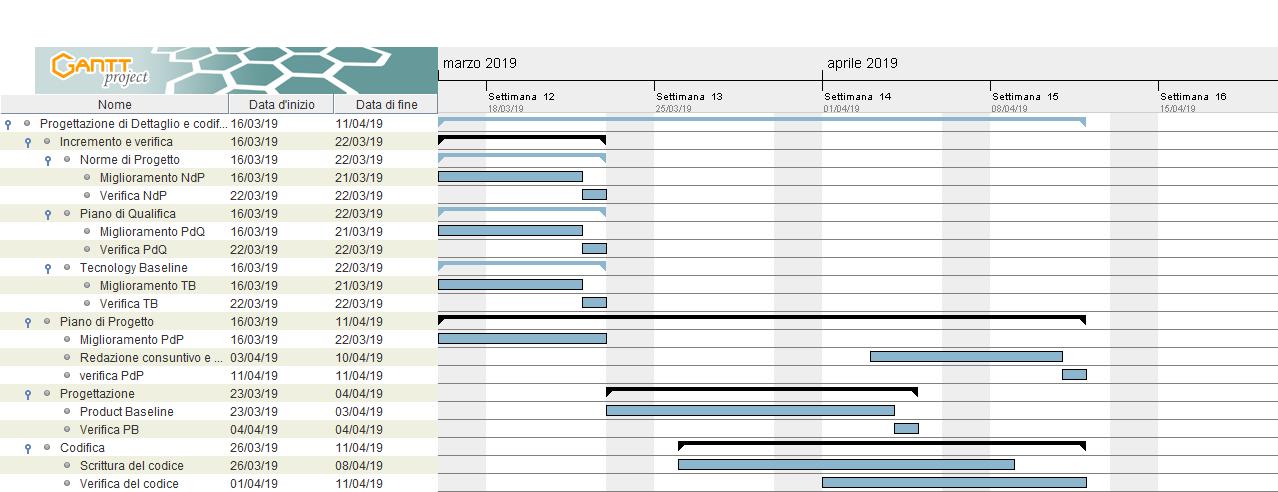 GANTT project
marzo 2019 aprile 2019
Settimana 12 Settimana 13 Settimana 14 Settimana 15 Settimana 16
18/03/19 25/03/19 01/04/19 08/04/19 15/04/19
Nome Data d'inizio Data di fine
Progettazione di Dettaglio e codif... 16/03/19 11/04/19
Incremento e verifica 16/03/19 22/03/19
Norme di Progetto 16/03/19 22/03/19
Miglioramento NdP 16/03/19 21/03/19
Verifica NdP 22/03/19 22/03/19
Piano di Qualifica 16/03/19 22/03/19
Miglioramento PdQ 16/03/19 21/03/19
Verifica PdQ 22/03/19 22/03/19
Tecnology Baseline 16/03/19 22/03/19
Miglioramento TB 16/03/19 21/03/19
Verifica TB 22/03/19 22/03/19
Piano di Progetto 16/03/19 11/04/19
Miglioramento PdP 16/03/19 22/03/19
Redazione consuntivo e ... 03/04/19 10/04/19
verifica PdP 11/04/19 11/04/19
Progettazione 23/03/19 04/04/19
Product Baseline 23/03/19 03/04/19
Verifica PB 04/04/19 04/04/19
Codifica 26/03/19 11/04/19
Scrittura del codice 26/03/19 08/04/19
Verifica del codice 01/04/19 11/04/19